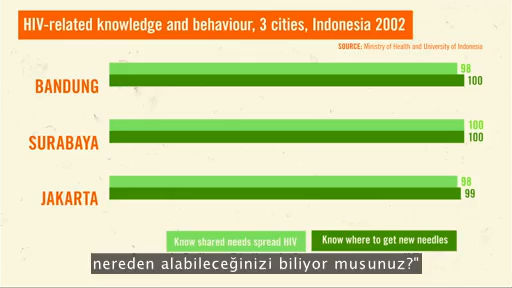 HIV-related knowledge and behaviour, 3 cities, Indonesia 2002
SOURCE: Ministry of Health and University of Indonesia
98
BANDUNG
100
100
SURABAYA
100
98
JAKARTA
99
Know shared needs spread HIV
Know where to get new needles
nereden alabileceğinizi biliyor musunuz?"